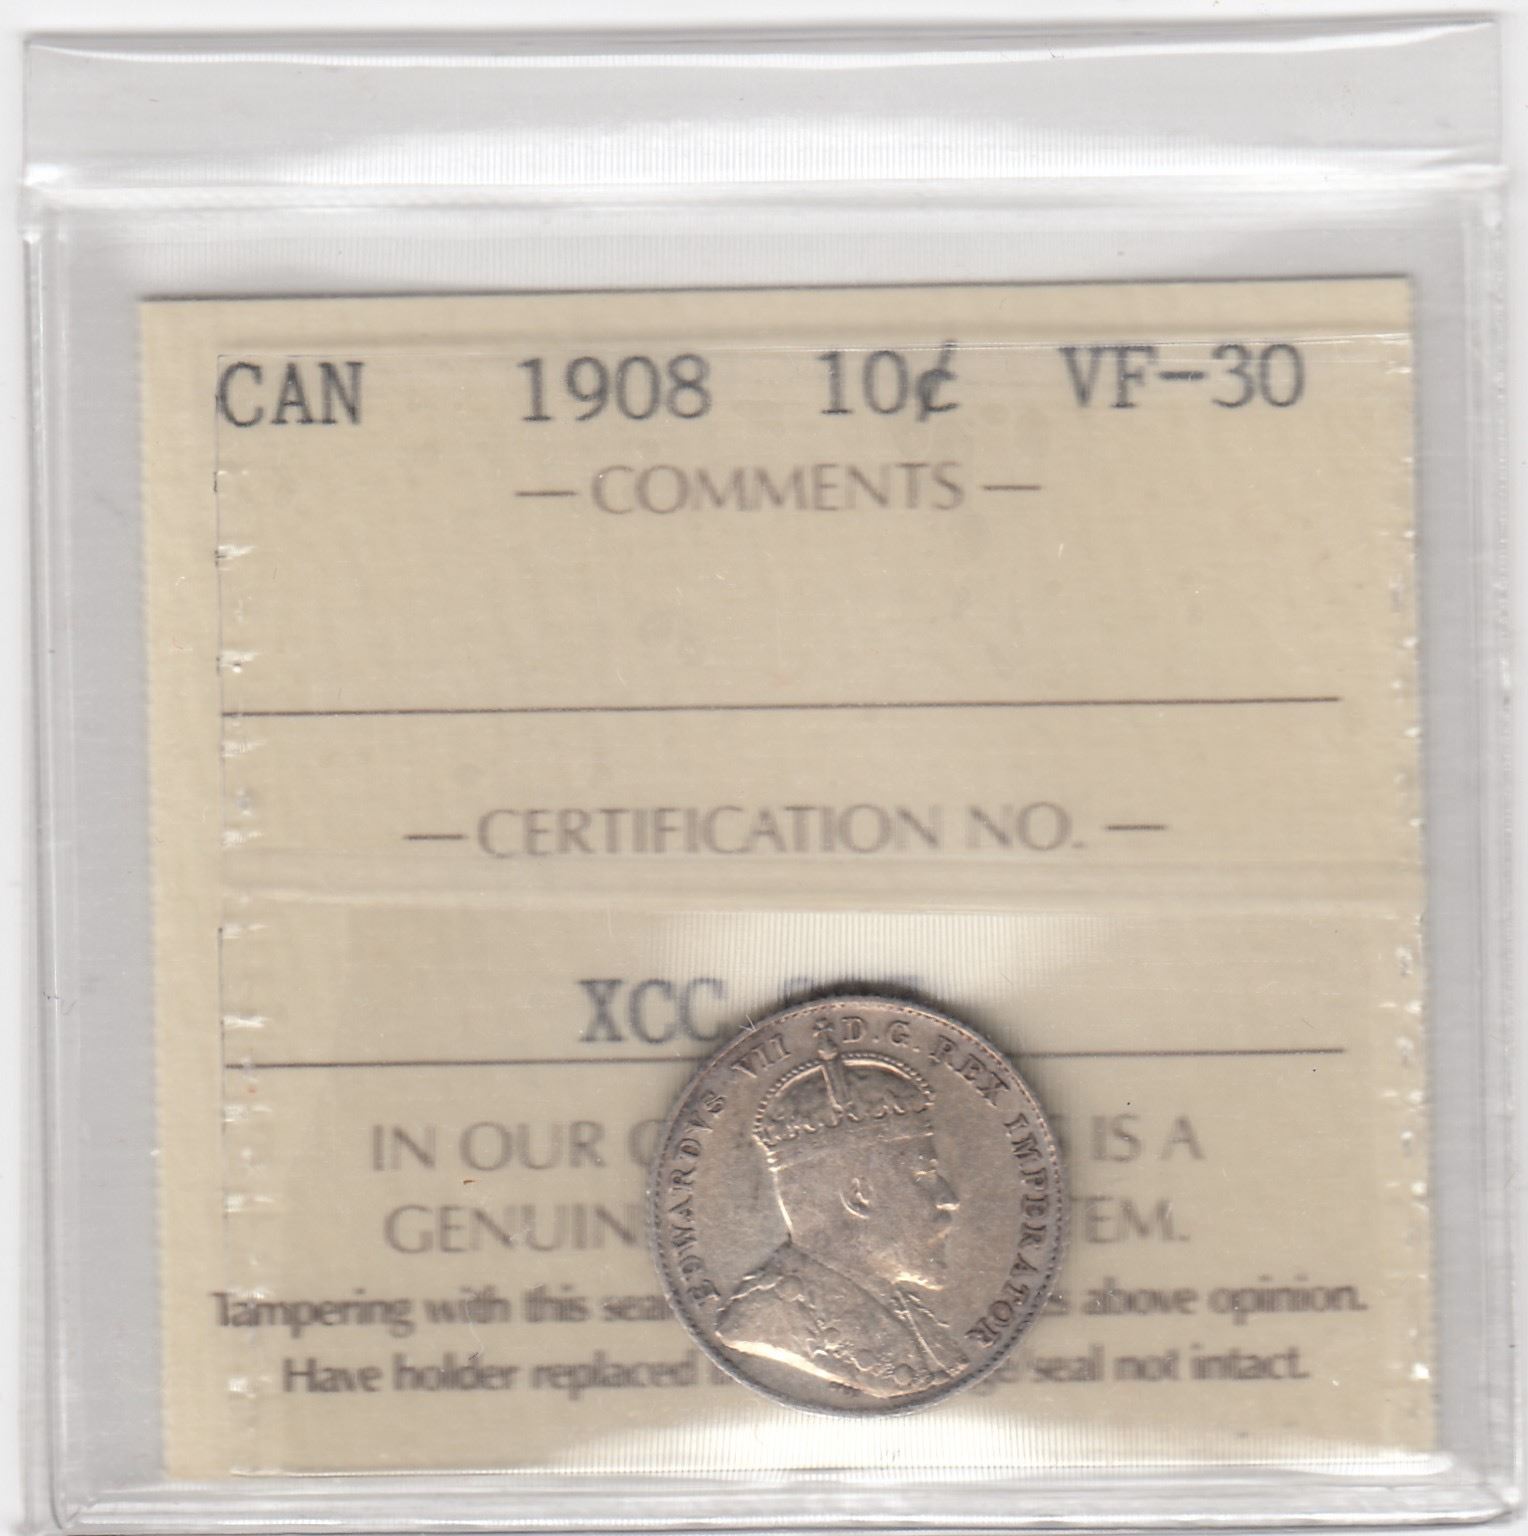 CAN 1908 10¢ VF-30
— COMMENTS —
— CERTIFICATION NO. —
XCC
IN OUR IS A
GENUIN EM.
Tampering with this sea s above opinion.
Have holder replaced seal not intact.
EDWARDVS VII D.G. REX IMPERATOR